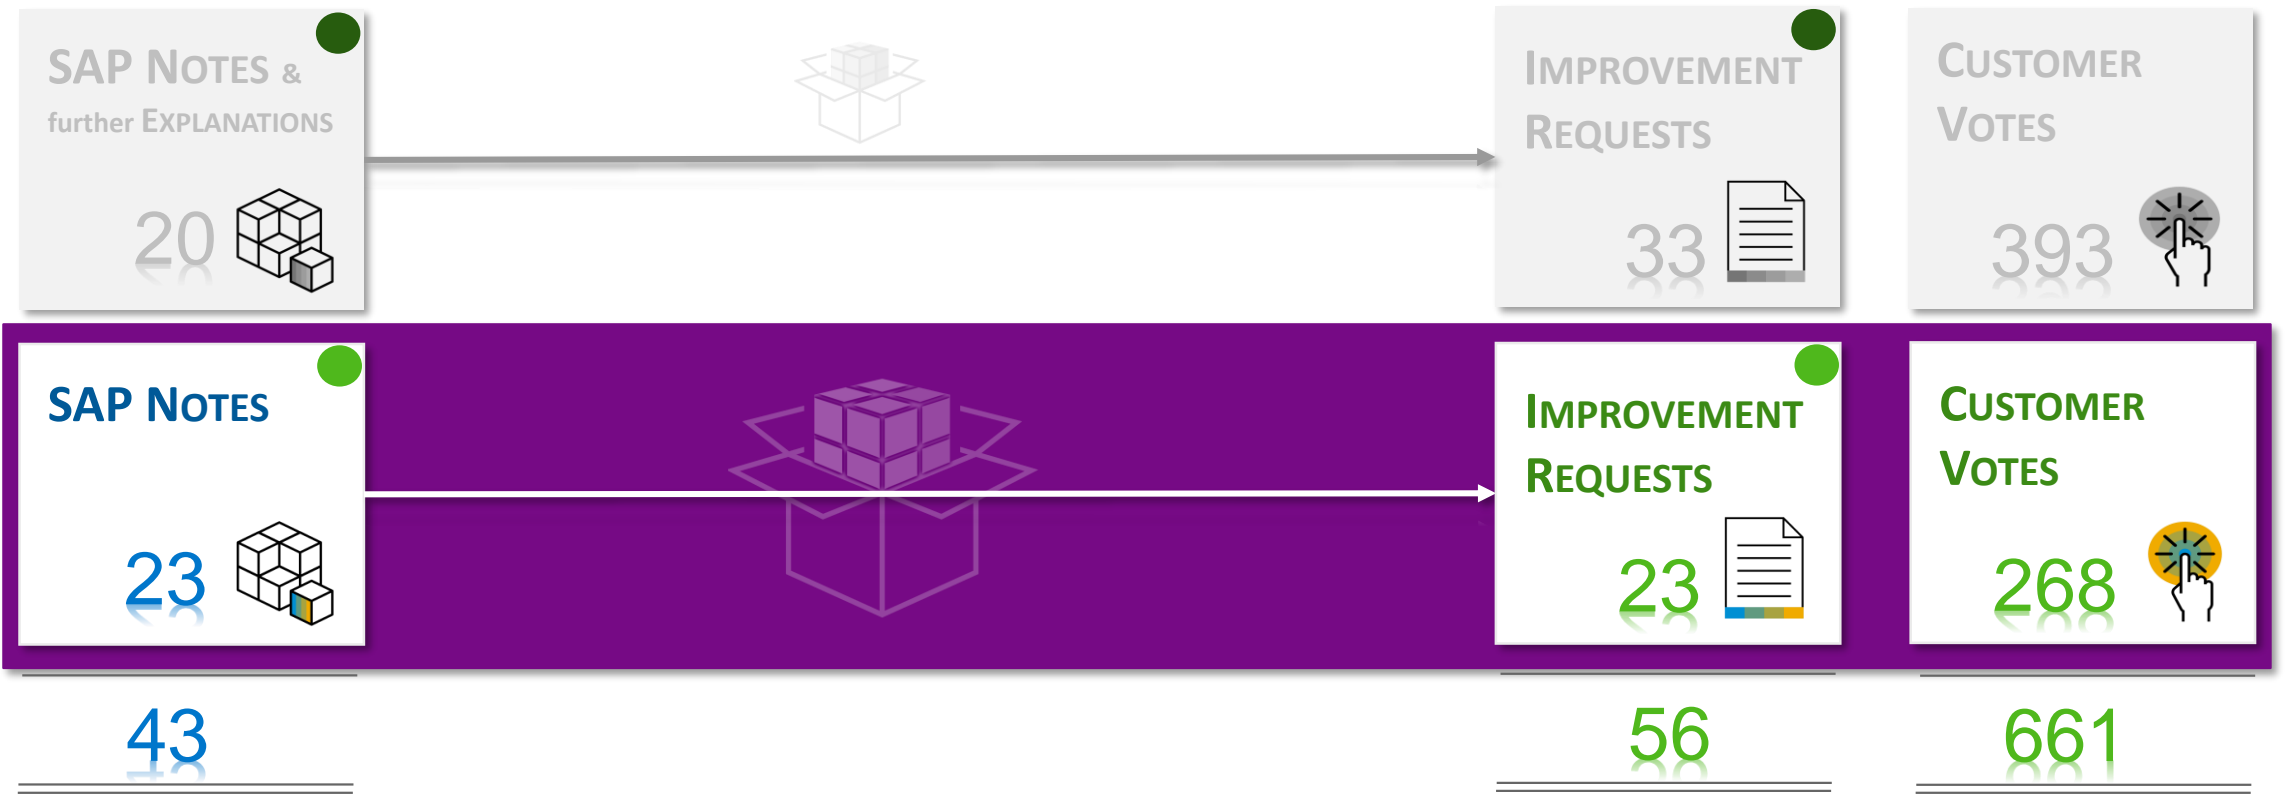 SAP NOTES &
further EXPLANATIONS
20
IMPROVEMENT
REQUESTS
33
CUSTOMER
VOTES
393
SAP NOTES
23
IMPROVEMENT
REQUESTS
23
CUSTOMER
VOTES
268
43
56
661